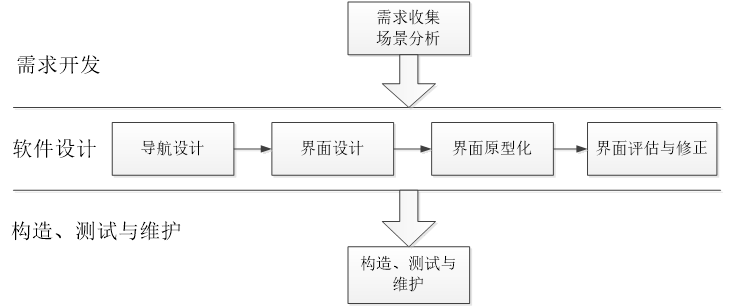 需求收集
场景分析
需求开发
软件设计
导航设计
界面设计
界面原型化
界面评估与修正
构造、测试与维护
构造、测试与
维护